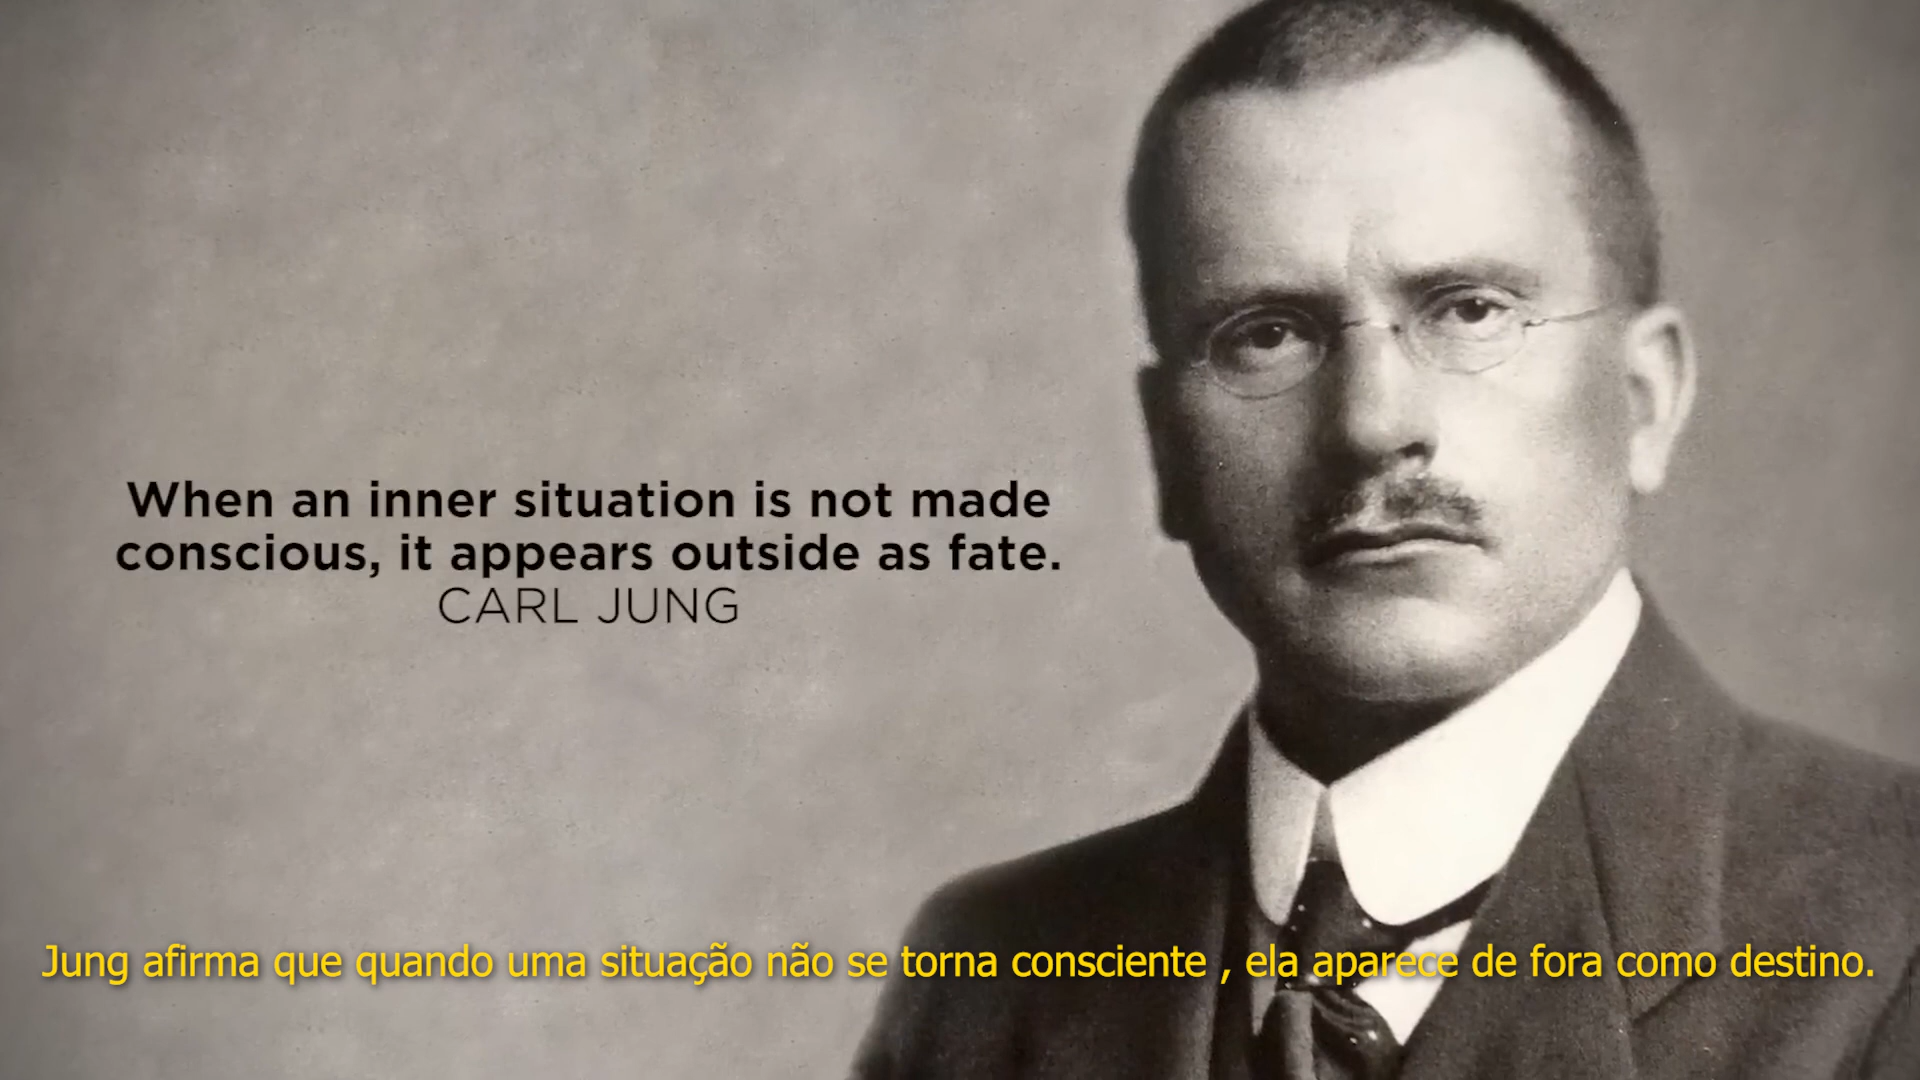 When an inner situation is not made
conscious, it appears outside as fate.
CARL JUNG
Jung afirma que quando uma situação não se torna consciente , ela aparece de fora como destino.